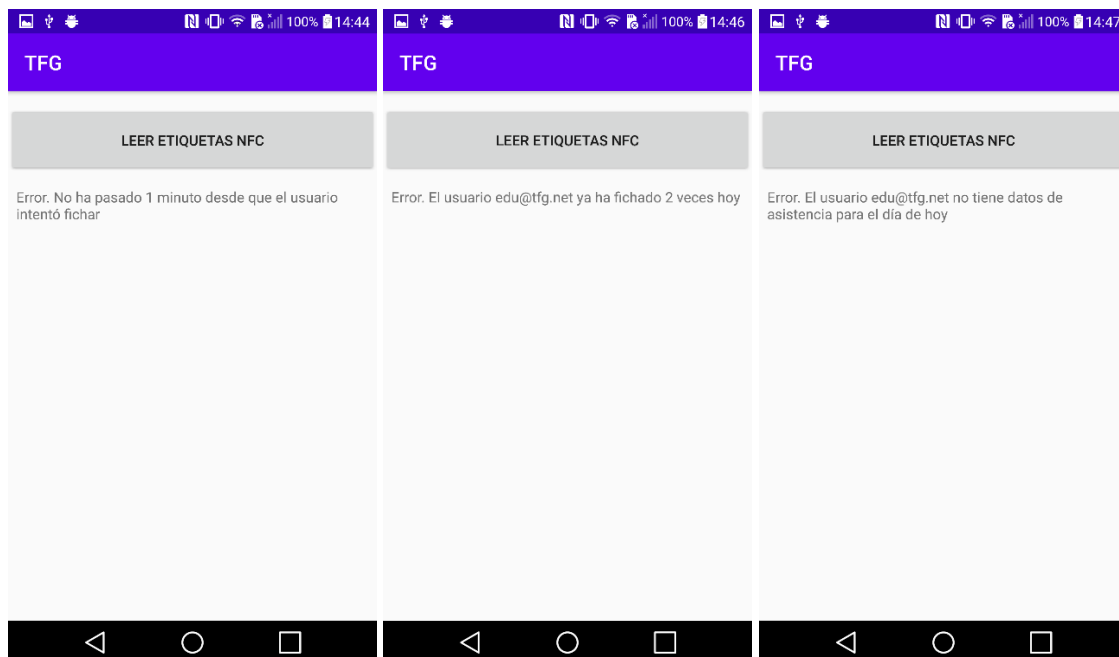 100% 14:44
TFG
LEER ETIQUETAS NFC
Error. No ha pasado 1 minuto desde que el usuario
intentó fichar
100% 14:46
TFG
LEER ETIQUETAS NFC
Error. El usuario edu@tfg.net ya ha fichado 2 veces hoy
100% 14:47
TFG
LEER ETIQUETAS NFC
Error. El usuario edu@tfg.net no tiene datos de
asistencia para el día de hoy